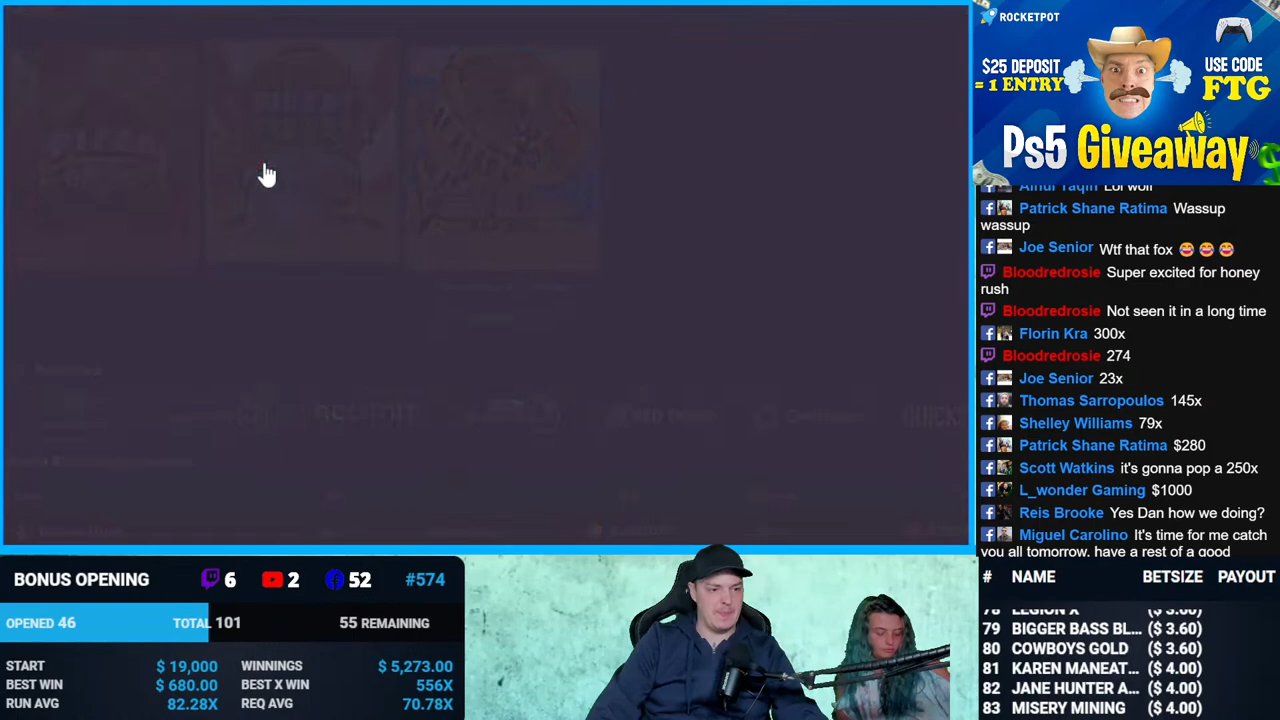 ROCKETPOT
$25 DEPOSIT
= 1 ENTRY
USE CODE
FTG
Ps5 Giveaway
Patrick Shane Ratima Wassup
wassup
Joe Senior Wtf that fox 😂 😂 😂
Bloodredrosie Super excited for honey
rush
Bloodredrosie Not seen it in a long time
Florin Kra 300x
Bloodredrosie 274
Joe Senior 23x
Thomas Sarropoulos 145x
Shelley Williams 79x
Patrick Shane Ratima $280
Scott Watkins it's gonna pop a 250x
L_wonder Gaming $1000
Reis Brooke Yes Dan how we doing?
Miguel Carolino It's time for me catch
you all tomorrow. have a rest of a good
BONUS OPENING 6 2 52 #574
OPENED 46 TOTAL 101 55 REMAINING
START $ 19,000 WINNINGS $ 5,273.00
BEST WIN $ 680.00 BEST X WIN 556X
RUN AVG 82.28X REQ AVG 70.78X
# NAME BETSIZE PAYOUT
78 LEGION X ($ 3.60)
79 BIGGER BASS BL... ($ 3.60)
80 COWBOYS GOLD ($ 3.60)
81 KAREN MANEAT... ($ 4.00)
82 JANE HUNTER A... ($ 4.00)
83 MISERY MINING ($ 4.00)